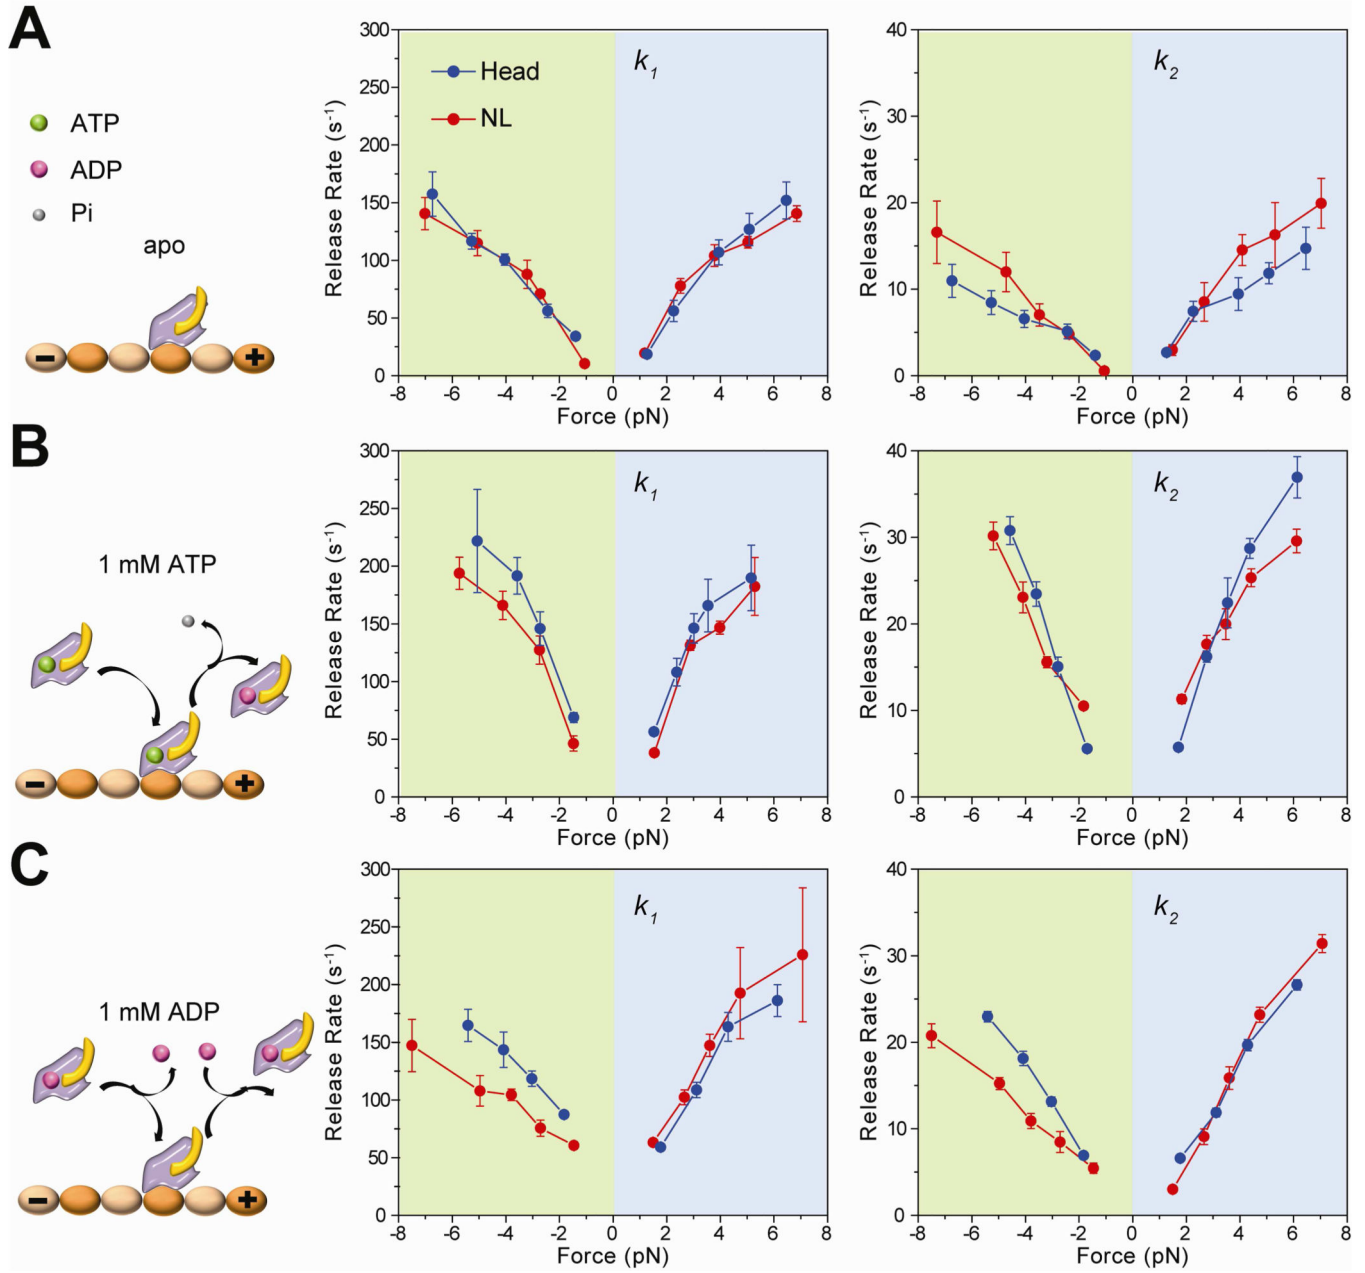 A
ATP
ADP
Pi
apo
− +
300
250
200
150
100
50
0
Release Rate (s⁻¹)
Head
NL
k₁
-8 -6 -4 -2 0 2 4 6 8
Force (pN)
40
30
20
10
0
Release Rate (s⁻¹)
k₂
-8 -6 -4 -2 0 2 4 6 8
Force (pN)
B
1 mM ATP
− +
300
250
200
150
100
50
0
Release Rate (s⁻¹)
k₁
-8 -6 -4 -2 0 2 4 6 8
Force (pN)
40
30
20
10
0
Release Rate (s⁻¹)
k₂
-8 -6 -4 -2 0 2 4 6 8
Force (pN)
C
1 mM ADP
− +
300
250
200
150
100
50
0
Release Rate (s⁻¹)
k₁
-8 -6 -4 -2 0 2 4 6 8
Force (pN)
40
30
20
10
0
Release Rate (s⁻¹)
k₂
-8 -6 -4 -2 0 2 4 6 8
Force (pN)